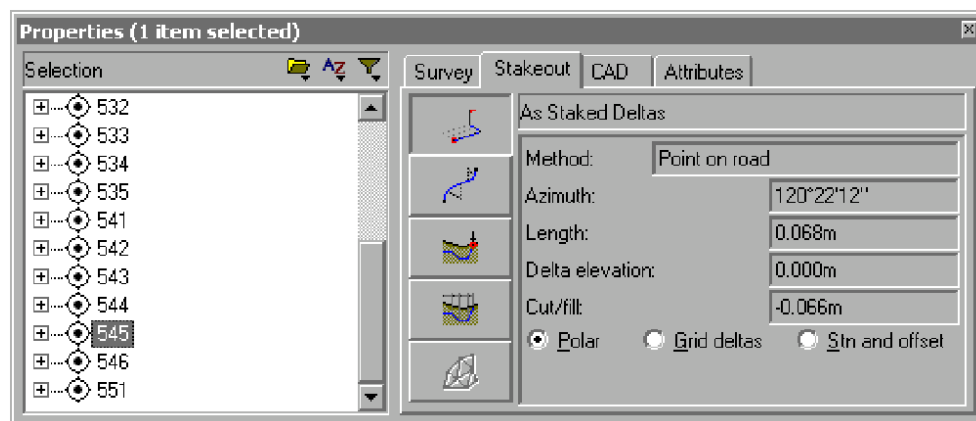 Properties (1 item selected)
Selection
532
533
534
535
541
542
543
544
545
546
551
Survey
Stakeout
CAD
Attributes
As Staked Deltas
Method: Point on road
Azimuth: 120°22'12"
Length: 0.068m
Delta elevation: 0.000m
Cut/fill: -0.066m
Polar Grid deltas Stn and offset